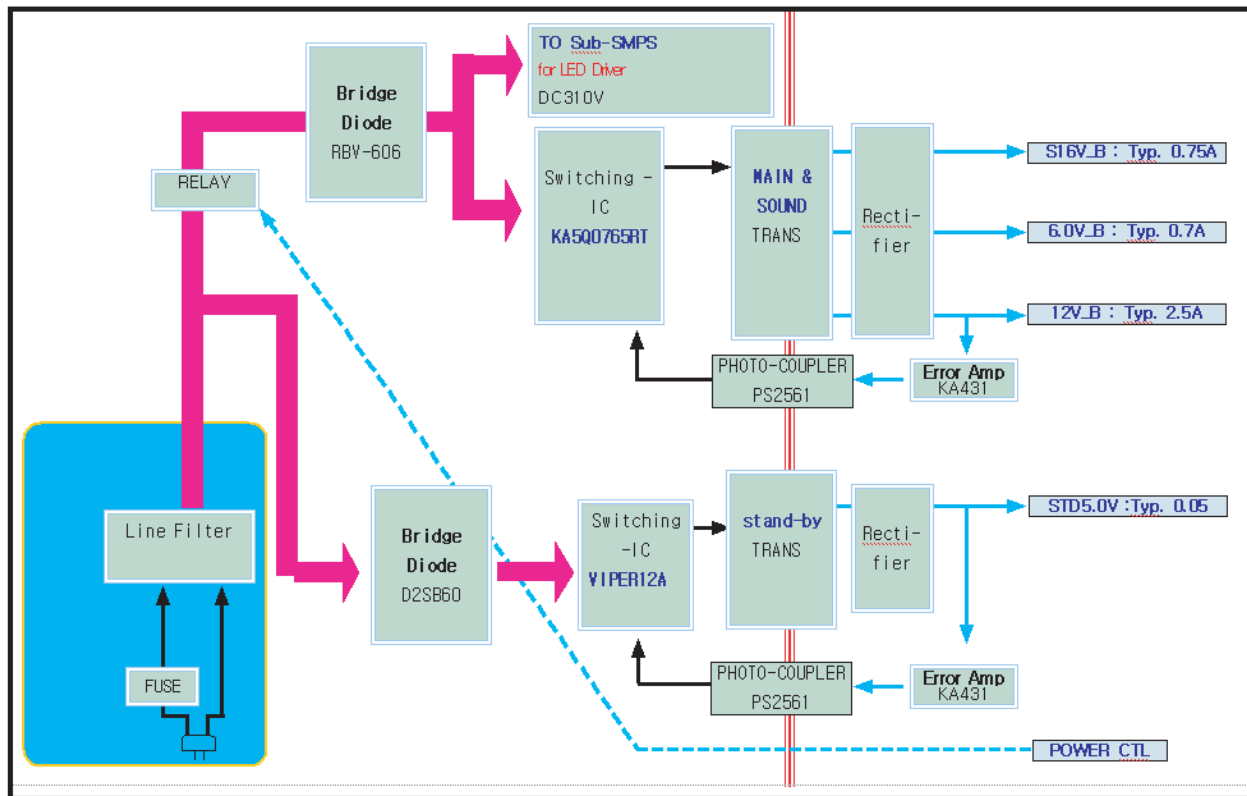 TO Sub-SMPS
for LED Driver
DC310V
Bridge
Diode
RBV-606
RELAY
Switching -
IC
KA5Q0765RT
MAIN &
SOUND
TRANS
Recti-
fier
S16V_B : Typ. 0.75A
6.0V_B : Typ. 0.7A
12V_B : Typ. 2.5A
PHOTO-COUPLER
PS2561
Error Amp
KA431
Line Filter
FUSE
Bridge
Diode
D2SB60
Switching
-IC
VIPER12A
stand-by
TRANS
Recti-
fier
STD5.0V :Typ. 0.05
PHOTO-COUPLER
PS2561
Error Amp
KA431
POWER CTL